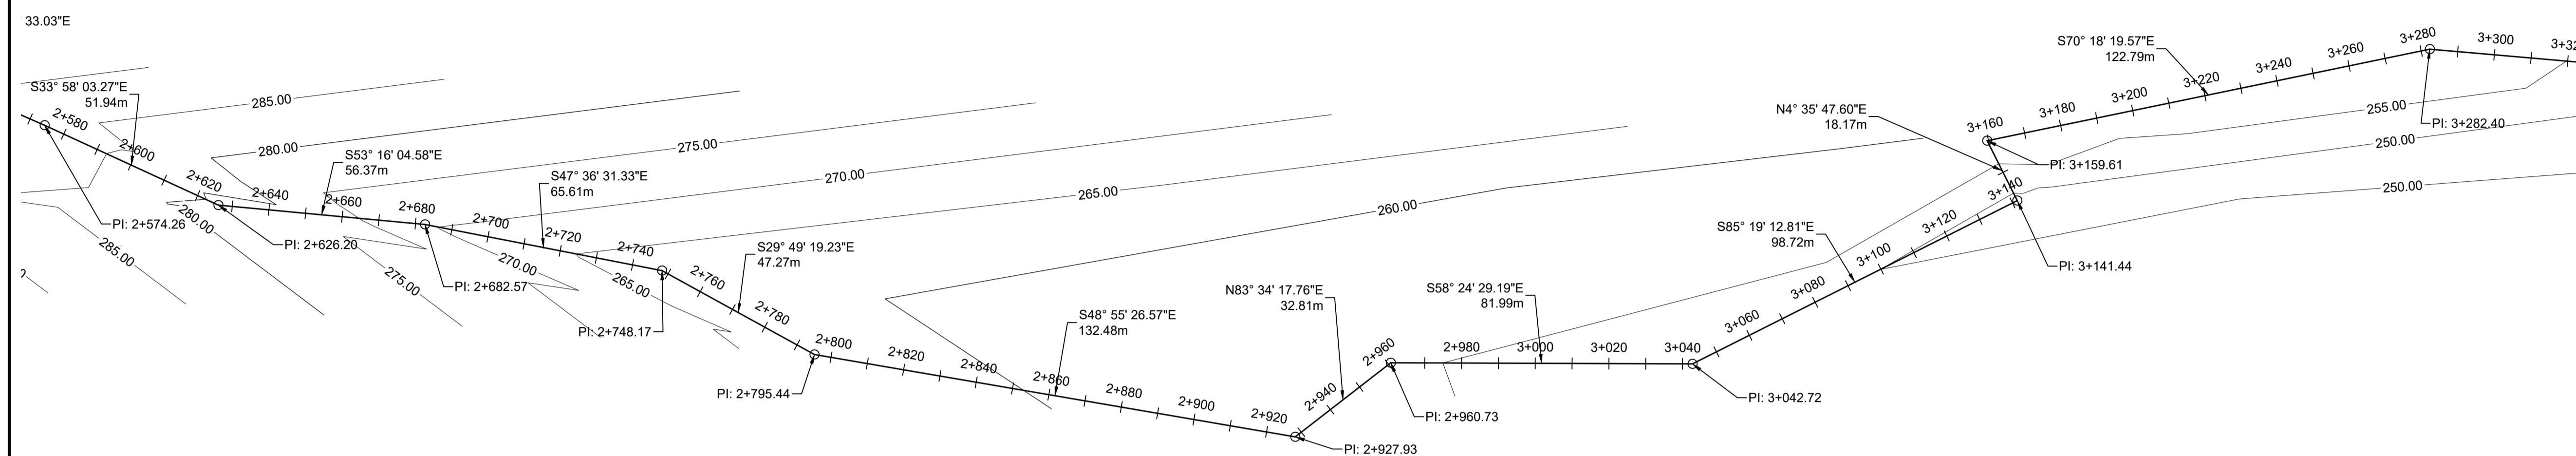 33.03"E
S33° 58' 03.27"E
51.94m
2+580
2+600
2+620
2+640
2+660
2+680
2+700
2+720
2+740
2+760
2+780
2+800
2+820
2+840
2+860
2+880
2+900
2+920
2+940
2+960
2+980
3+000
3+020
3+040
3+060
3+080
3+100
3+120
3+140
3+160
3+180
3+200
3+220
3+240
3+260
3+280
3+300
285.00
280.00
275.00
270.00
265.00
260.00
255.00
250.00
250.00
280.00
285.00
275.00
270.00
265.00
S53° 16' 04.58"E
56.37m
S47° 36' 31.33"E
65.61m
S29° 49' 19.23"E
47.27m
S48° 55' 26.57"E
132.48m
N83° 34' 17.76"E
32.81m
S58° 24' 29.19"E
81.99m
S85° 19' 12.81"E
98.72m
N4° 35' 47.60"E
18.17m
S70° 18' 19.57"E
122.79m
PI: 2+574.26
PI: 2+626.20
PI: 2+682.57
PI: 2+748.17
PI: 2+795.44
PI: 2+927.93
PI: 2+960.73
PI: 3+042.72
PI: 3+141.44
PI: 3+159.61
PI: 3+282.40